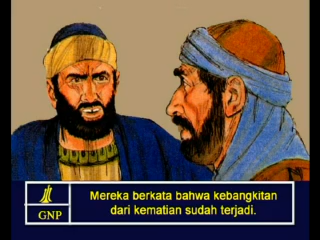 Mereka berkata bahwa kebangkitan
dari kematian sudah terjadi.
GNP